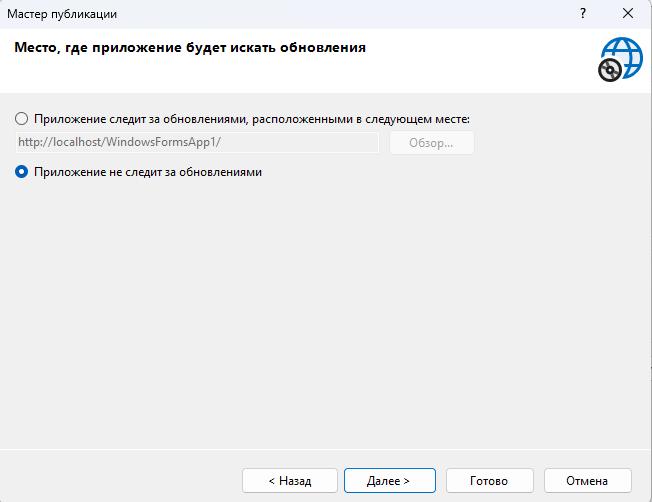 Мастер публикации
?
Место, где приложение будет искать обновления
Приложение следит за обновлениями, расположенными в следующем месте:
http://localhost/WindowsFormsApp1/
Обзор...
Приложение не следит за обновлениями
< Назад
Далее >
Готово
Отмена